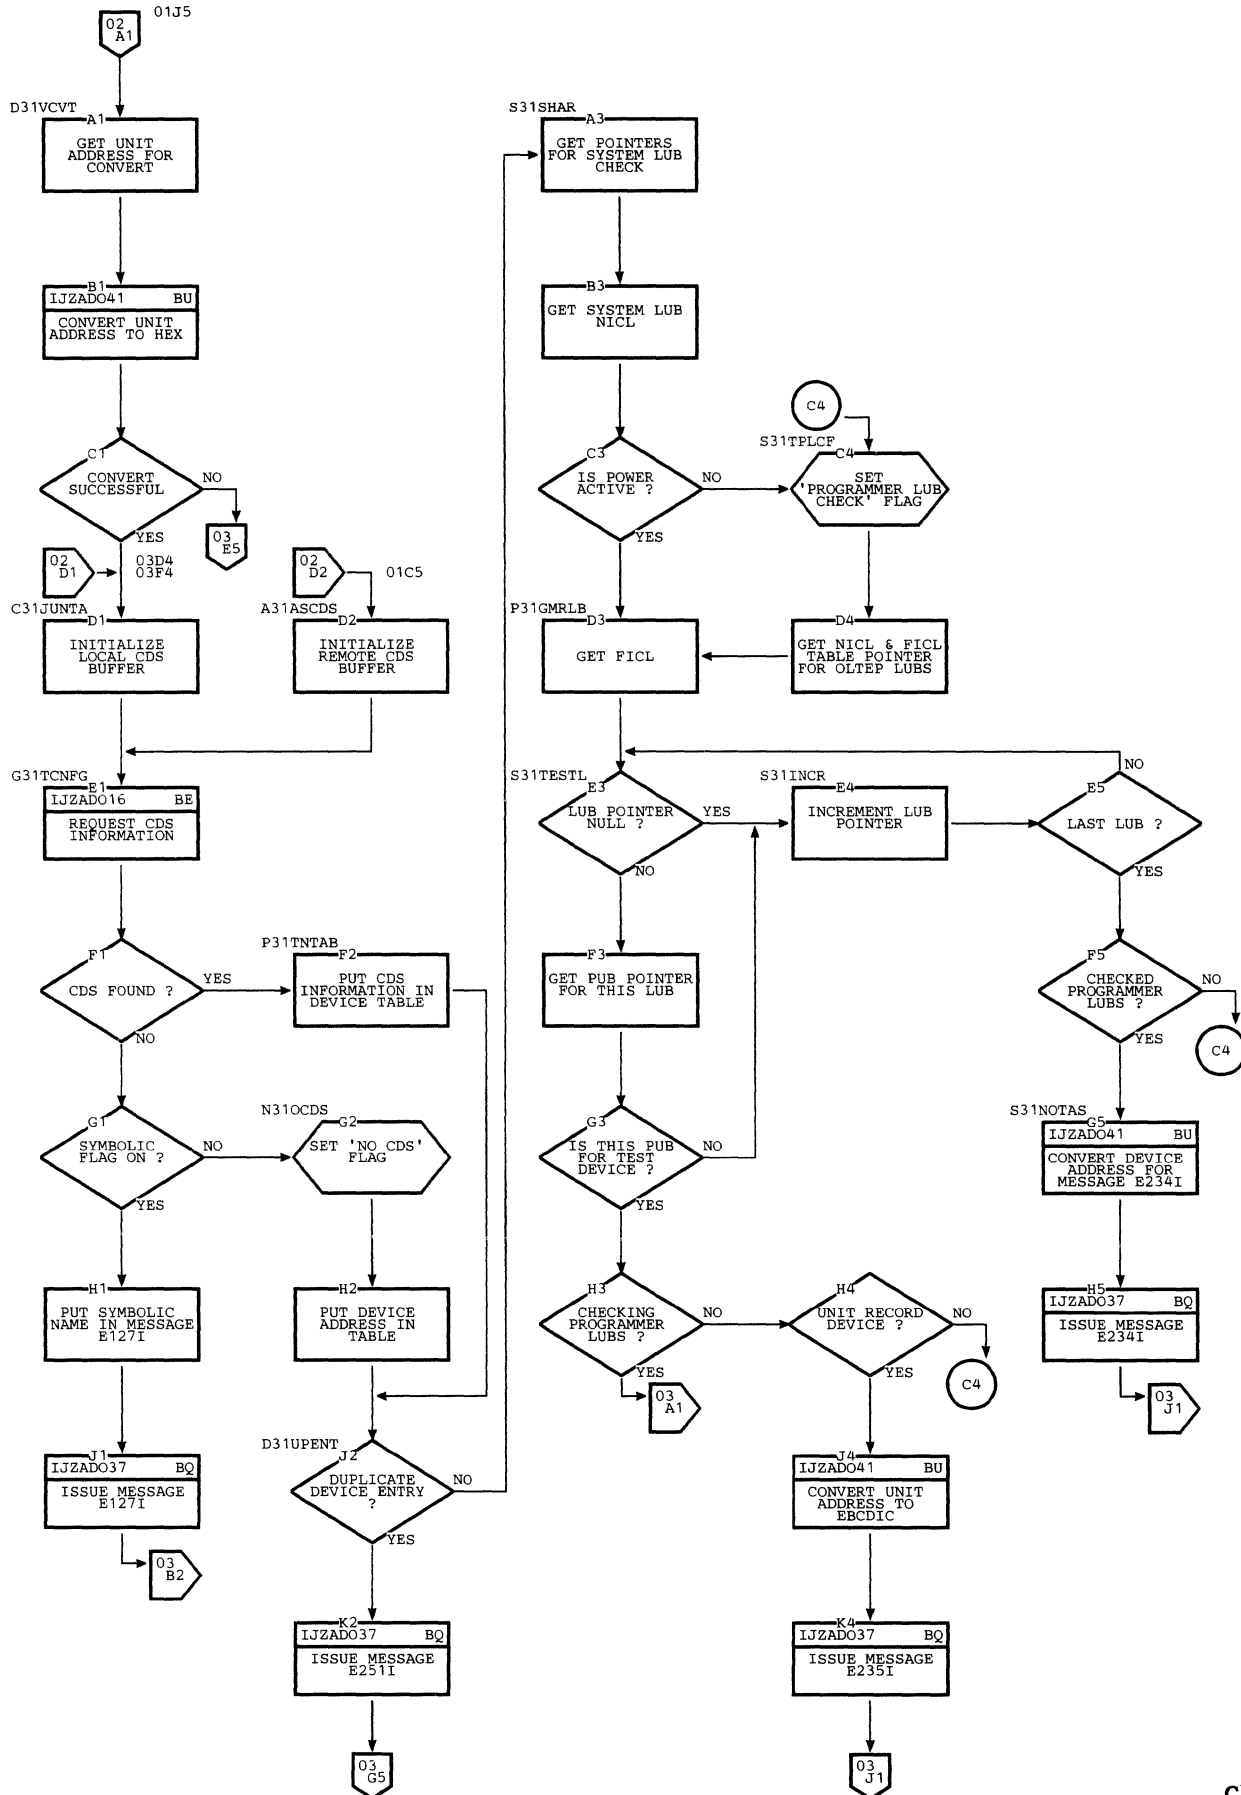 02
A1
01J5
D31VCVT
A1
GET UNIT
ADDRESS FOR
CONVERT
B1
IJZADO41 BU
CONVERT UNIT
ADDRESS TO HEX
C1
CONVERT
SUCCESSFUL
NO
YES
03
E5
02
D1
03D4
03F4
C31JUNTA
D1
INITIALIZE
LOCAL CDS
BUFFER
02
D2
01C5
A31ASCDS
D2
INITIALIZE
REMOTE CDS
BUFFER
G31TCNFG
E1
IJZADO16 BE
REQUEST CDS
INFORMATION
F1
CDS FOUND ?
YES
NO
P31TNTAB
F2
PUT CDS
INFORMATION IN
DEVICE TABLE
G1
SYMBOLIC
FLAG ON ?
NO
YES
N31OCDS
G2
SET 'NO CDS'
FLAG
H1
PUT SYMBOLIC
NAME IN MESSAGE
E127I
H2
PUT DEVICE
ADDRESS IN
TABLE
J1
IJZADO37 BQ
ISSUE MESSAGE
E127I
03
B2
D31UPENT
J2
DUPLICATE
DEVICE ENTRY
?
NO
YES
K2
IJZADO37 BQ
ISSUE MESSAGE
E251I
03
G5
S31SHAR
A3
GET POINTERS
FOR SYSTEM LUB
CHECK
B3
GET SYSTEM LUB
NICL
C3
IS POWER
ACTIVE ?
NO
YES
C4
S31TPLCF
C4
SET
'PROGRAMMER LUB
CHECK' FLAG
P31GMRLB
D3
GET FICL
D4
GET NICL & FICL
TABLE POINTER
FOR OLTEP LUBS
S31TESTL
E3
LUB POINTER
NULL ?
YES
NO
S31INCR
E4
INCREMENT LUB
POINTER
NO
E5
LAST LUB ?
YES
F3
GET PUB POINTER
FOR THIS LUB
F5
CHECKED
PROGRAMMER
LUBS ?
NO
YES
C4
G3
IS THIS PUB
FOR TEST
DEVICE ?
NO
YES
S31NOTAS
G5
IJZADO41 BU
CONVERT DEVICE
ADDRESS FOR
MESSAGE E234I
H3
CHECKING
PROGRAMMER
LUBS ?
NO
YES
03
A1
H4
UNIT RECORD
DEVICE ?
NO
YES
C4
H5
IJZADO37 BQ
ISSUE MESSAGE
E234I
03
J1
J4
IJZADO41 BU
CONVERT UNIT
ADDRESS TO
EBCDIC
K4
IJZADO37 BQ
ISSUE MESSAGE
E235I
03
J1